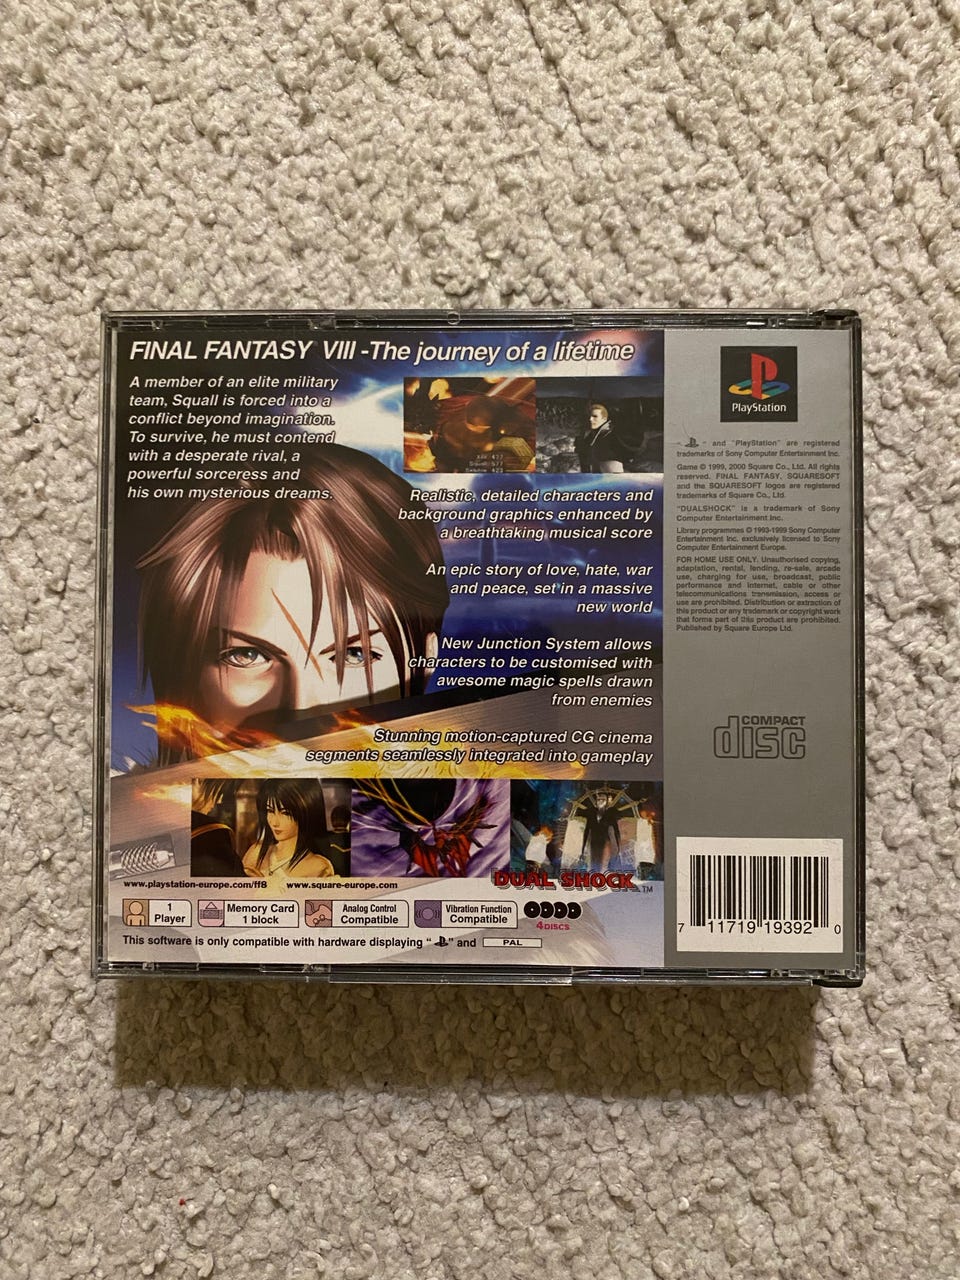 FINAL FANTASY VIII -The journey of a lifetime
A member of an elite military
team, Squall is forced into a
conflict beyond imagination.
To survive, he must contend
with a desperate rival, a
powerful sorceress and
his own mysterious dreams.
Realistic, detailed characters and
background graphics enhanced by
a breathtaking musical score
An epic story of love, hate, war
and peace, set in a massive
new world
New Junction System allows
characters to be customised with
awesome magic spells drawn
from enemies
Stunning motion-captured CG cinema
segments seamlessly integrated into gameplay
www.playstation-europe.com/ff8 www.square-europe.com
DUAL SHOCK TM
1
Player
Memory Card
1 block
Analog Control
Compatible
Vibration Function
Compatible
4 DISCS
This software is only compatible with hardware displaying " " and PAL
PlayStation
" " and "PlayStation" are registered
trademarks of Sony Computer Entertainment Inc.
Game © 1999, 2000 Square Co., Ltd. All rights
reserved. FINAL FANTASY, SQUARESOFT
and the SQUARESOFT logos are registered
trademarks of Square Co., Ltd.
"DUALSHOCK" is a trademark of Sony
Computer Entertainment Inc.
Library programmes © 1993-1999 Sony Computer
Entertainment Inc. exclusively licensed to Sony
Computer Entertainment Europe.
FOR HOME USE ONLY. Unauthorised copying,
adaptation, rental, lending, re-sale, arcade
use, charging for use, broadcast, public
performance and internet, cable or other
telecommunications transmission, access or
use are prohibited. Distribution or extraction of
this product or any trademark or copyright work
that forms part of this product are prohibited.
Published by Square Europe Ltd.
COMPACT
disc
7 11719 19392 0